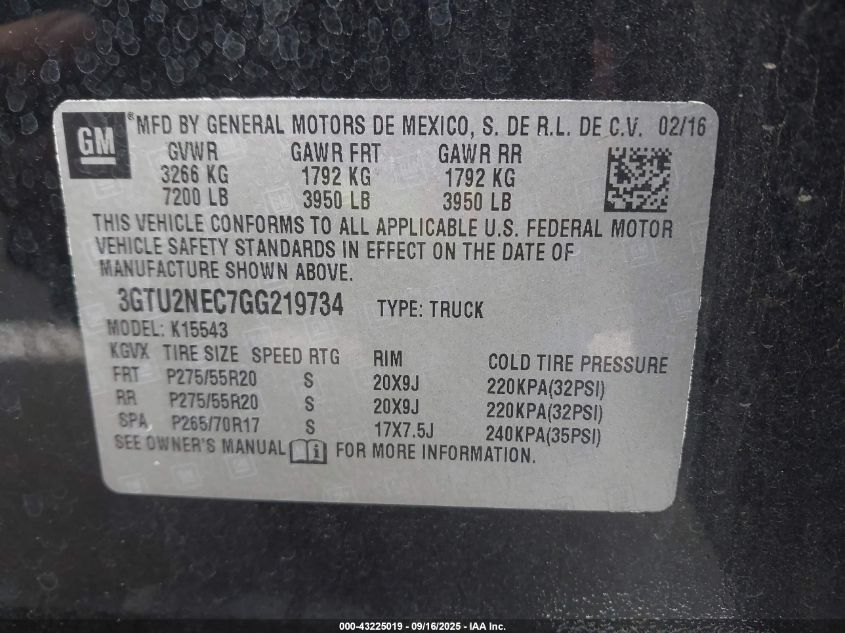 GM ® MFD BY GENERAL MOTORS DE MEXICO, S. DE R.L. DE C.V. 02/16
GVWR GAWR FRT GAWR RR
3266 KG 1792 KG 1792 KG
7200 LB 3950 LB 3950 LB
THIS VEHICLE CONFORMS TO ALL APPLICABLE U.S. FEDERAL MOTOR
VEHICLE SAFETY STANDARDS IN EFFECT ON THE DATE OF
MANUFACTURE SHOWN ABOVE.
3GTU2NEC7GG219734 TYPE: TRUCK
MODEL: K15543
KGVX TIRE SIZE SPEED RTG RIM COLD TIRE PRESSURE
FRT P275/55R20 S 20X9J 220KPA(32PSI)
RR P275/55R20 S 20X9J 220KPA(32PSI)
SPA P265/70R17 S 17X7.5J 240KPA(35PSI)
SEE OWNER'S MANUAL i FOR MORE INFORMATION.
000-43225019 - 09/16/2025 - IAA Inc.